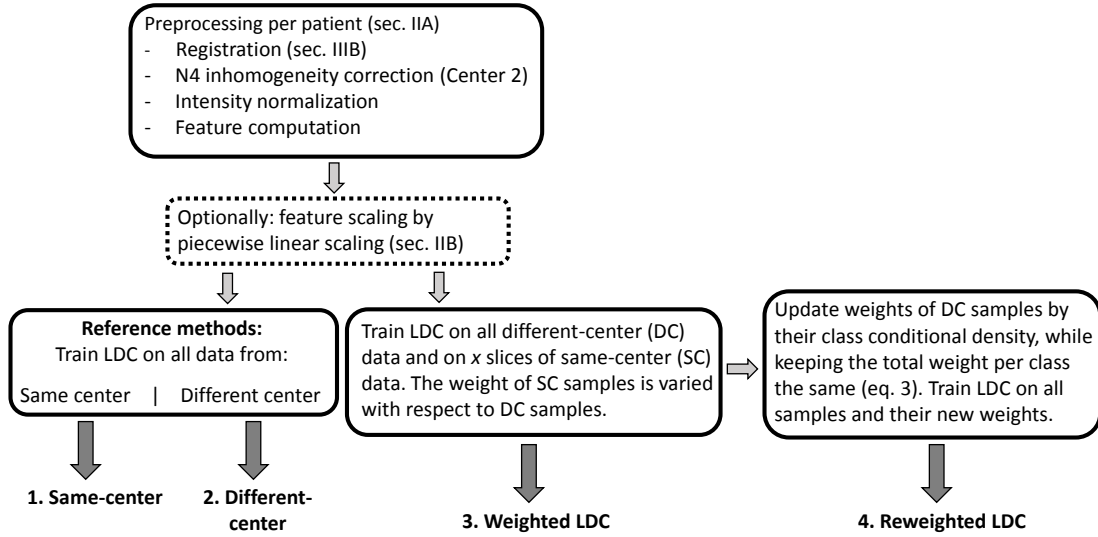 Preprocessing per patient (sec. IIA)
- Registration (sec. IIIB)
- N4 inhomogeneity correction (Center 2)
- Intensity normalization
- Feature computation
Optionally: feature scaling by
piecewise linear scaling (sec. IIB)
Reference methods:
Train LDC on all data from:
Same center | Different center
Train LDC on all different-center (DC)
data and on x slices of same-center (SC)
data. The weight of SC samples is varied
with respect to DC samples.
Update weights of DC samples by
their class conditional density, while
keeping the total weight per class
the same (eq. 3). Train LDC on all
samples and their new weights.
1. Same-center
2. Different-
center
3. Weighted LDC
4. Reweighted LDC